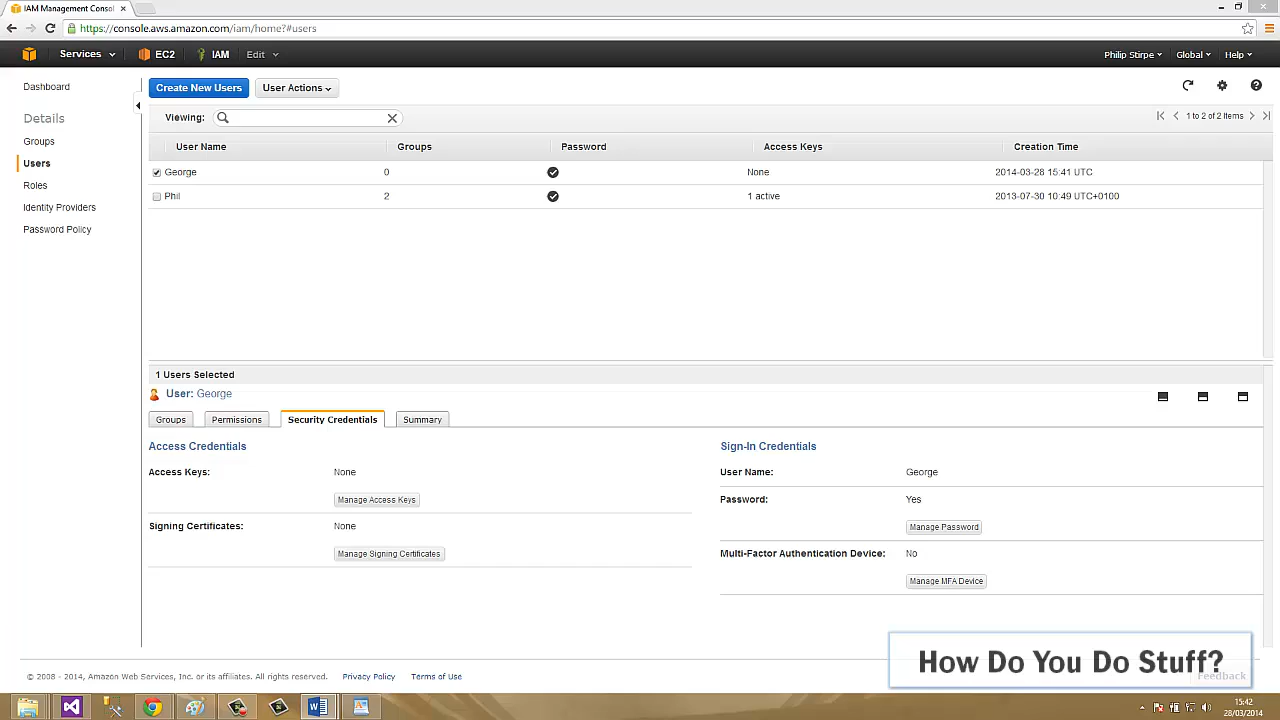 IAM Management Consol
https://console.aws.amazon.com/iam/home?#users
Services EC2 IAM Edit Philip Stirpe Global Help
Dashboard
Details
Groups
Users
Roles
Identity Providers
Password Policy
Create New Users User Actions
Viewing: 1 to 2 of 2 Items
User Name Groups Password Access Keys Creation Time
George 0 None 2014-03-28 15:41 UTC
Phil 2 1 active 2013-07-30 10:49 UTC+0100
1 Users Selected
User: George
Groups Permissions Security Credentials Summary
Access Credentials
Access Keys: None
Manage Access Keys
Signing Certificates: None
Manage Signing Certificates
Sign-In Credentials
User Name: George
Password: Yes
Manage Password
Multi-Factor Authentication Device: No
Manage MFA Device
How Do You Do Stuff?
Feedback
© 2008 - 2014, Amazon Web Services, Inc. or its affiliates. All rights reserved. Privacy Policy Terms of Use
15:42
28/03/2014